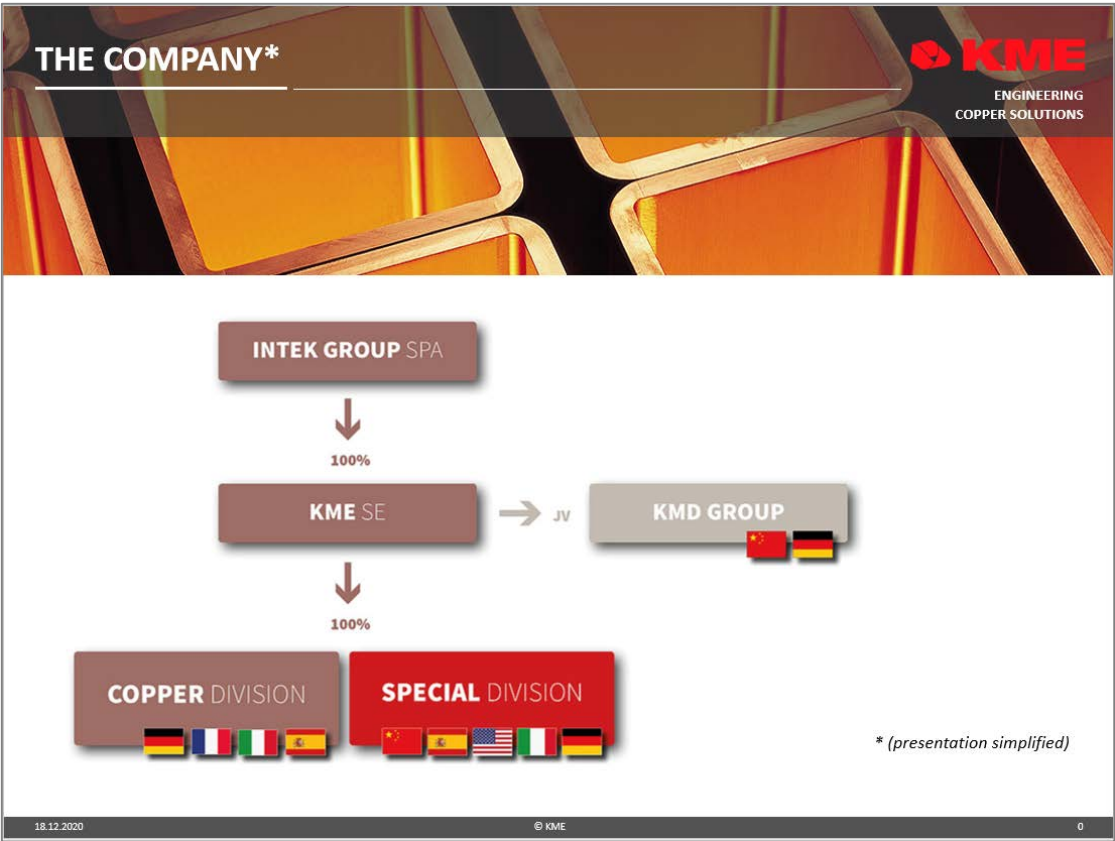 THE COMPANY*
KME
ENGINEERING
COPPER SOLUTIONS
INTEK GROUP SPA
100%
KME SE
JV
KMD GROUP
100%
COPPER DIVISION
SPECIAL DIVISION
* (presentation simplified)
18.12.2020
© KME
0